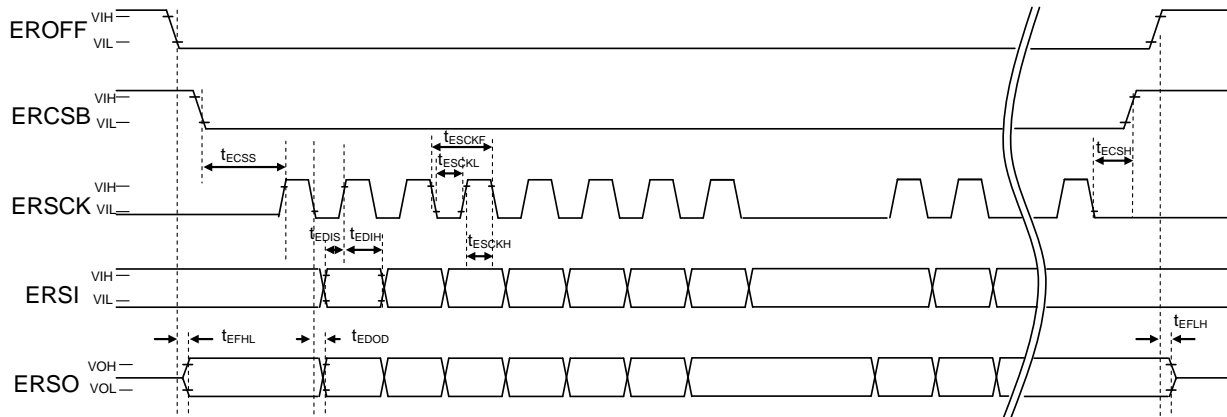 EROFF
VIH
VIL
ERCSB
VIH
VIL
tECSS
tESCKF
tESCKL
tECSH
ERSCK
VIH
VIL
tEDIS
tEDIH
tESCKH
ERSI
VIH
VIL
tEFHL
tEDOD
tEFLH
ERSO
VOH
VOL